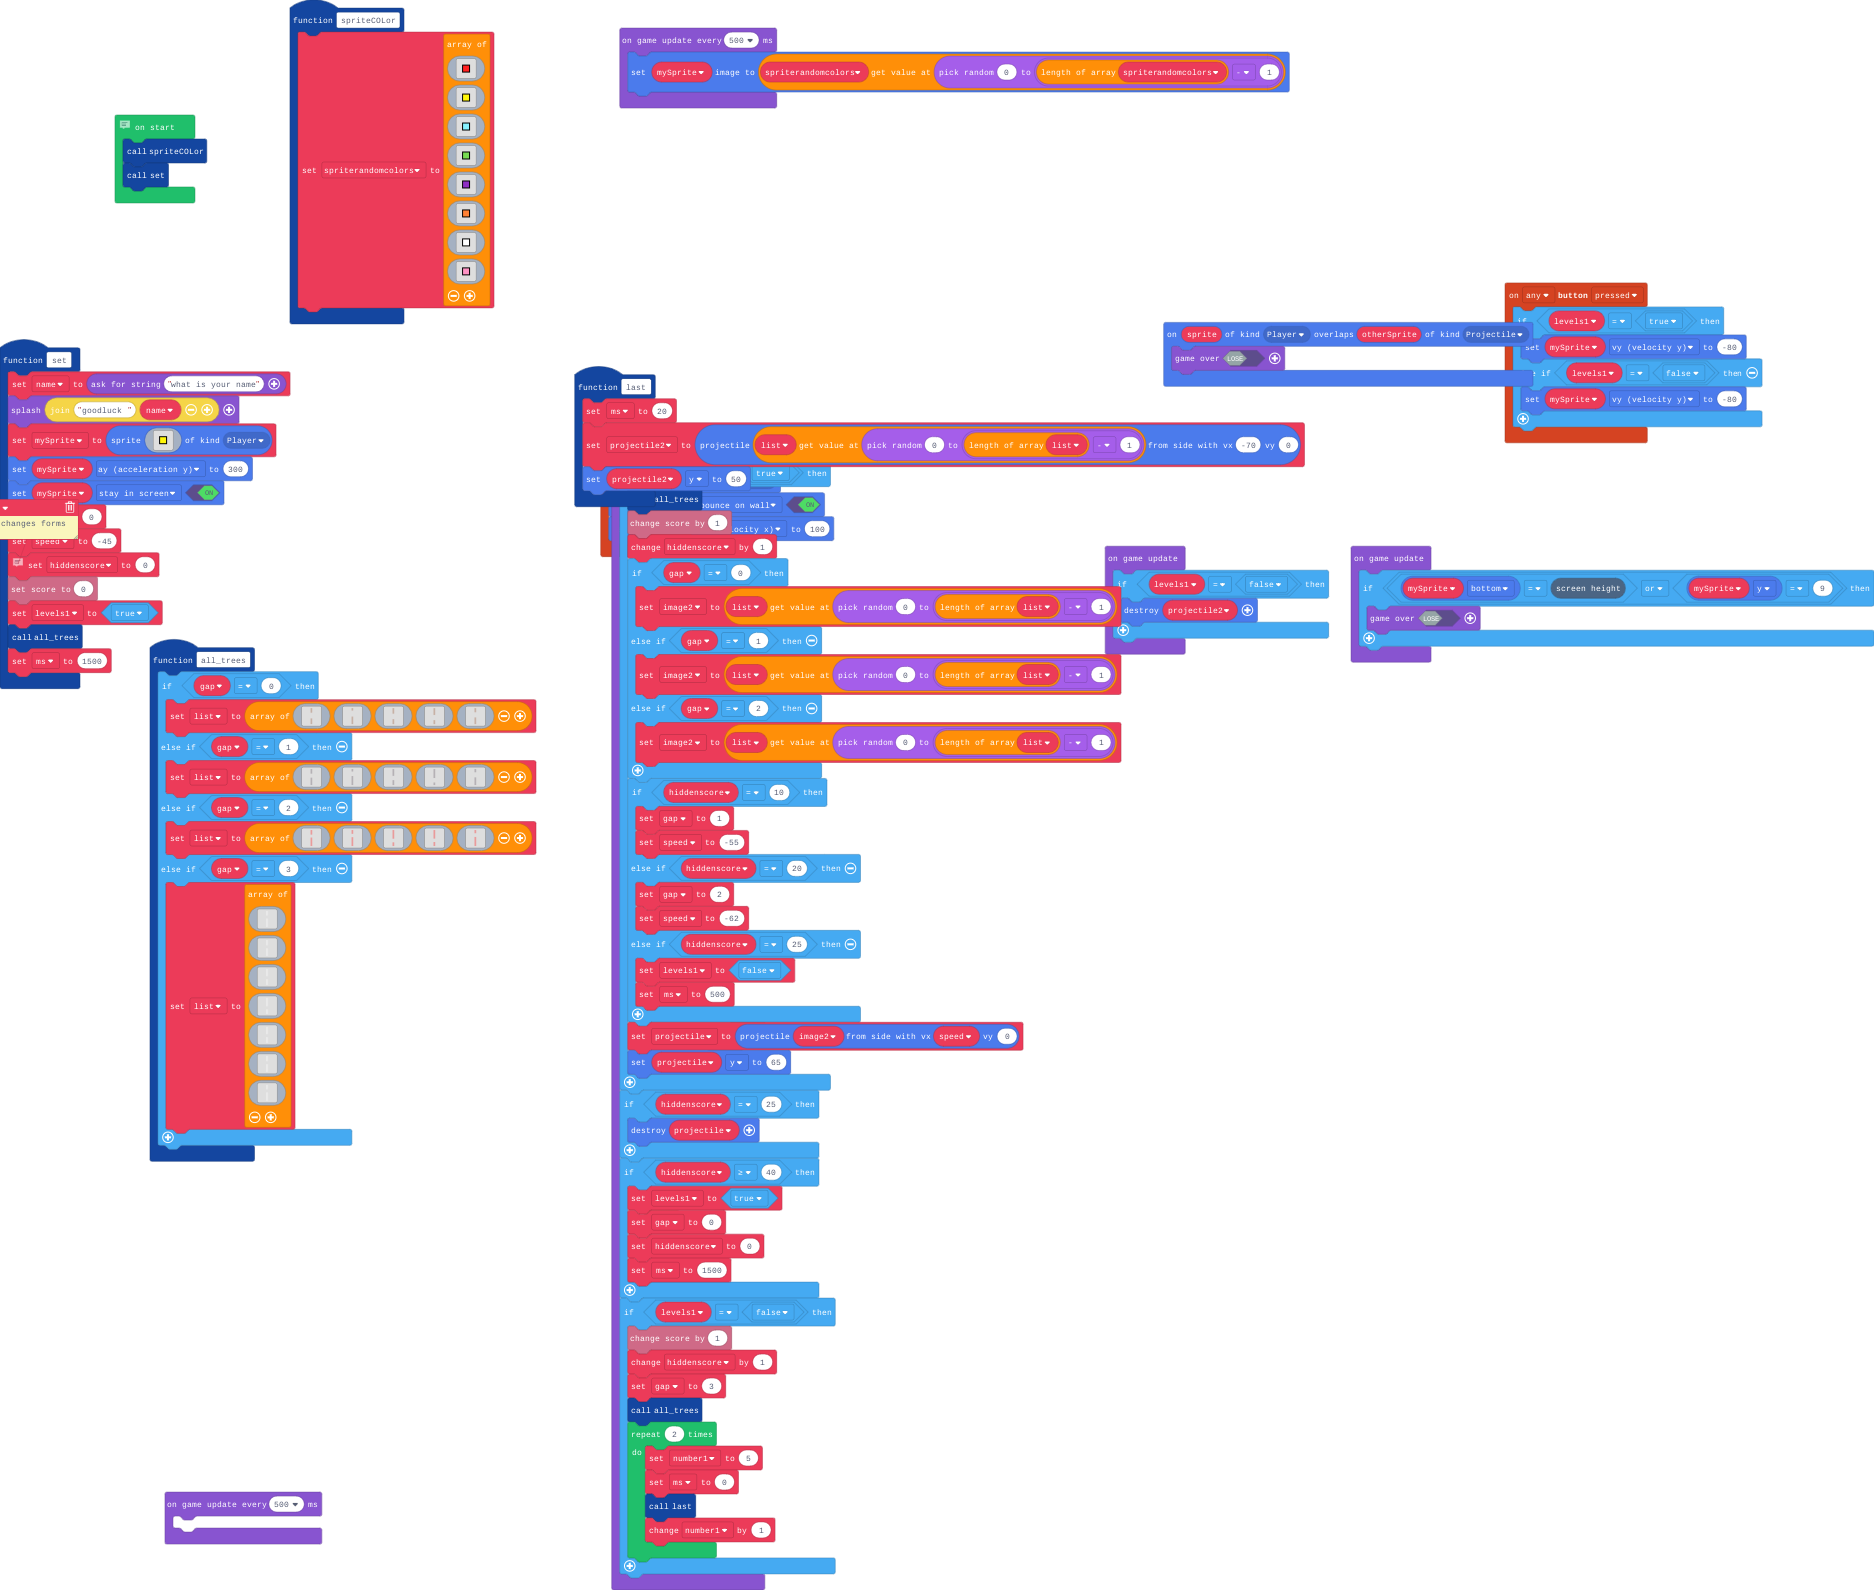 function spriteCOLor
array of
set spriterandomcolors to
on start
call spriteCOLor
call set
on game update every 500 ms
set mySprite image to spriterandomcolors get value at pick random 0 to length of array spriterandomcolors - 1
on any button pressed
if levels1 = true then
set mySprite vy (velocity y) to -80
if levels1 = false then
set mySprite vy (velocity y) to -80
on sprite of kind Player overlaps otherSprite of kind Projectile
game over LOSE
function set
set name to ask for string "what is your name"
splash join "goodluck " name
set mySprite to sprite of kind Player
set mySprite ay (acceleration y) to 300
set mySprite stay in screen ON
0
changes forms
set speed to -45
set hiddenscore to 0
set score to 0
set levels1 to true
call all_trees
set ms to 1500
function last
set ms to 20
set projectile2 to projectile list get value at pick random 0 to length of array list - 1 from side with vx -70 vy 0
set projectile2 y to 50
true then
all_trees
bounce on wall ON
change score by 1
to 100
change hiddenscore by 1
if gap = 0 then
set image2 to list get value at pick random 0 to length of array list - 1
else if gap = 1 then
set image2 to list get value at pick random 0 to length of array list - 1
else if gap = 2 then
set image2 to list get value at pick random 0 to length of array list - 1
if hiddenscore = 10 then
set gap to 1
set speed to -55
else if hiddenscore = 20 then
set gap to 2
set speed to -62
else if hiddenscore = 25 then
set levels1 to false
set ms to 500
set projectile to projectile image2 from side with vx speed vy 0
set projectile y to 65
if hiddenscore = 25 then
destroy projectile
if hiddenscore ≥ 40 then
set levels1 to true
set gap to 0
set hiddenscore to 0
set ms to 1500
if levels1 = false then
change score by 1
change hiddenscore by 1
set gap to 3
call all_trees
repeat 2 times
do
set number1 to 5
set ms to 0
call last
change number1 by 1
on game update
if levels1 = false then
destroy projectile2
on game update
if mySprite bottom = screen height or mySprite y = 9 then
game over LOSE
function all_trees
if gap = 0 then
set list to array of
else if gap = 1 then
set list to array of
else if gap = 2 then
set list to array of
else if gap = 3 then
array of
set list to
on game update every 500 ms